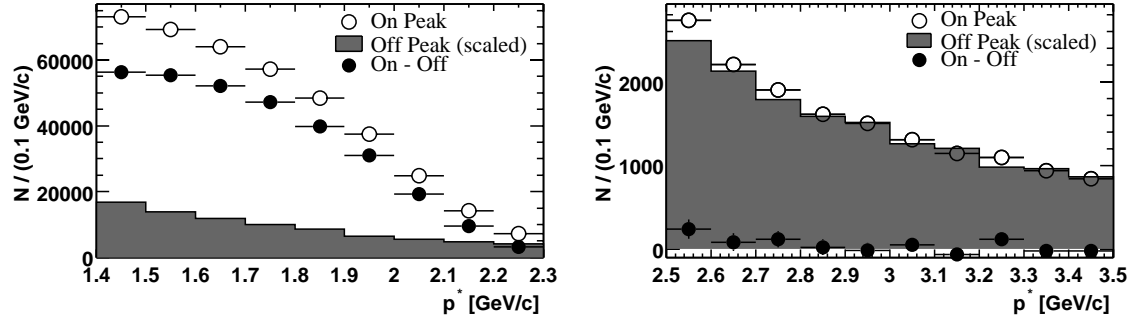 N / (0.1 GeV/c)
60000
40000
20000
0
On Peak
Off Peak (scaled)
On - Off
1.4 1.5 1.6 1.7 1.8 1.9 2 2.1 2.2 2.3
p* [GeV/c]
N / (0.1 GeV/c)
2000
1000
0
On Peak
Off Peak (scaled)
On - Off
2.5 2.6 2.7 2.8 2.9 3 3.1 3.2 3.3 3.4 3.5
p* [GeV/c]